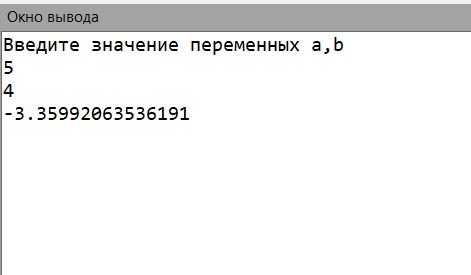 Окно вывода
Введите значение переменных a,b
5
4
-3.35992063536191